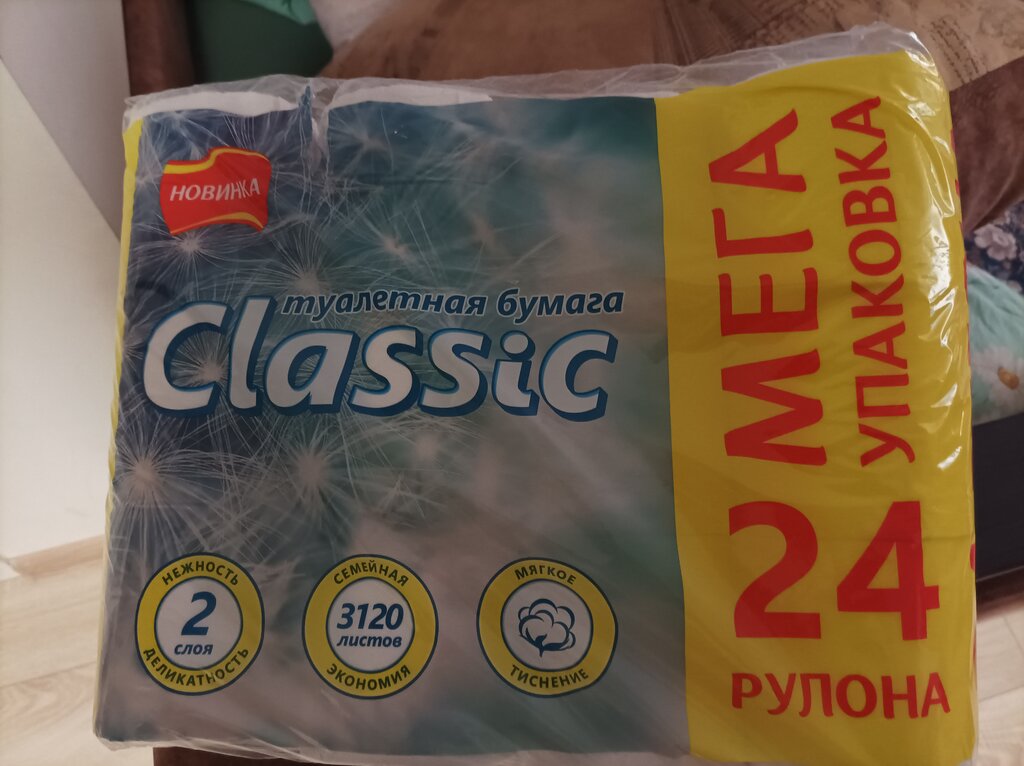 НОВИНКА
туалетная бумага
Classic
НЕЖНОСТЬ
2
слоя
ДЕЛИКАТНОСТЬ
СЕМЕЙНАЯ
3120
листов
ЭКОНОМИЯ
МЯГКОЕ
ТИСНЕНИЕ
МЕГА
УПАКОВКА
24
РУЛОНА